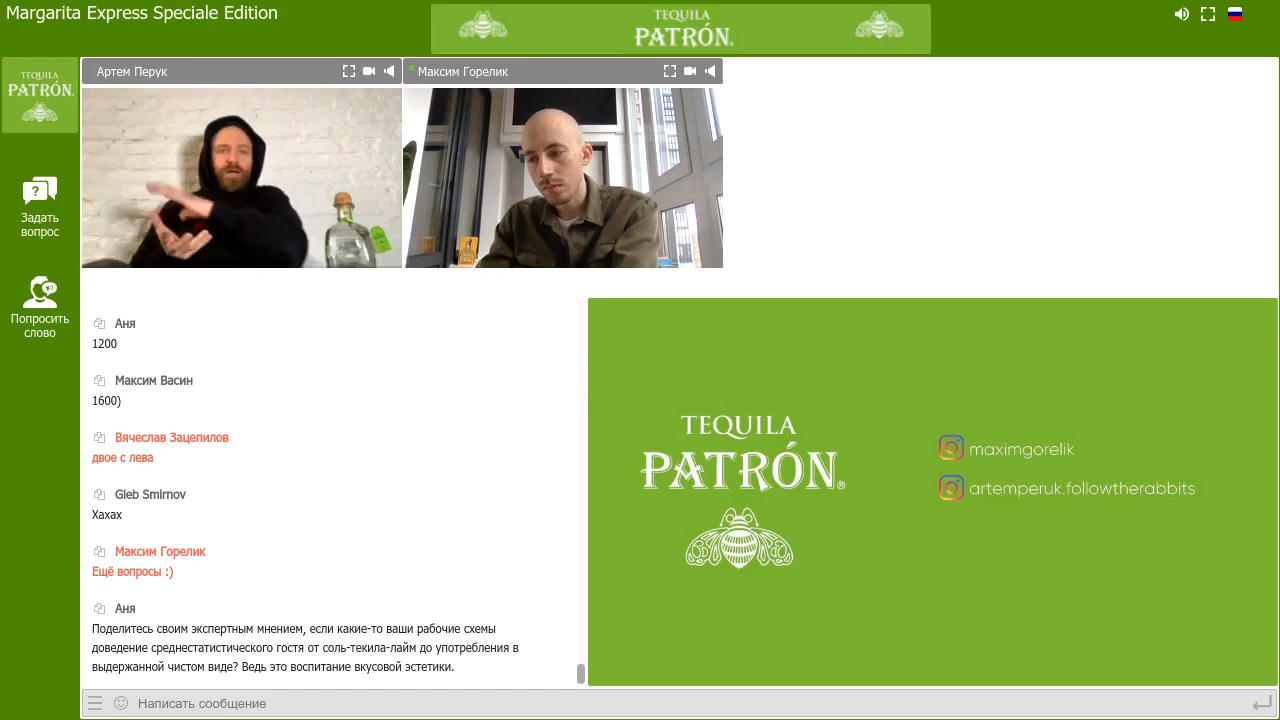 Margarita Express Speciale Edition
TEQUILA
PATRÓN.
TEQUILA
PATRÓN.
Задать
вопрос
Попросить
слово
Артем Перук
Максим Горелик
Аня
1200
Максим Васин
1600)
Вячеслав Зацепилов
двое с лева
Gleb Smirnov
Хахах
Максим Горелик
Ещё вопросы :)
Аня
Поделитесь своим экспертным мнением, если какие-то ваши рабочие схемы
доведение среднестатистического гостя от соль-текила-лайм до употребления в
выдержанной чистом виде? Ведь это воспитание вкусовой эстетики.
Написать сообщение
TEQUILA
PATRÓN®
maximgorelik
artemperuk.followtherabbits